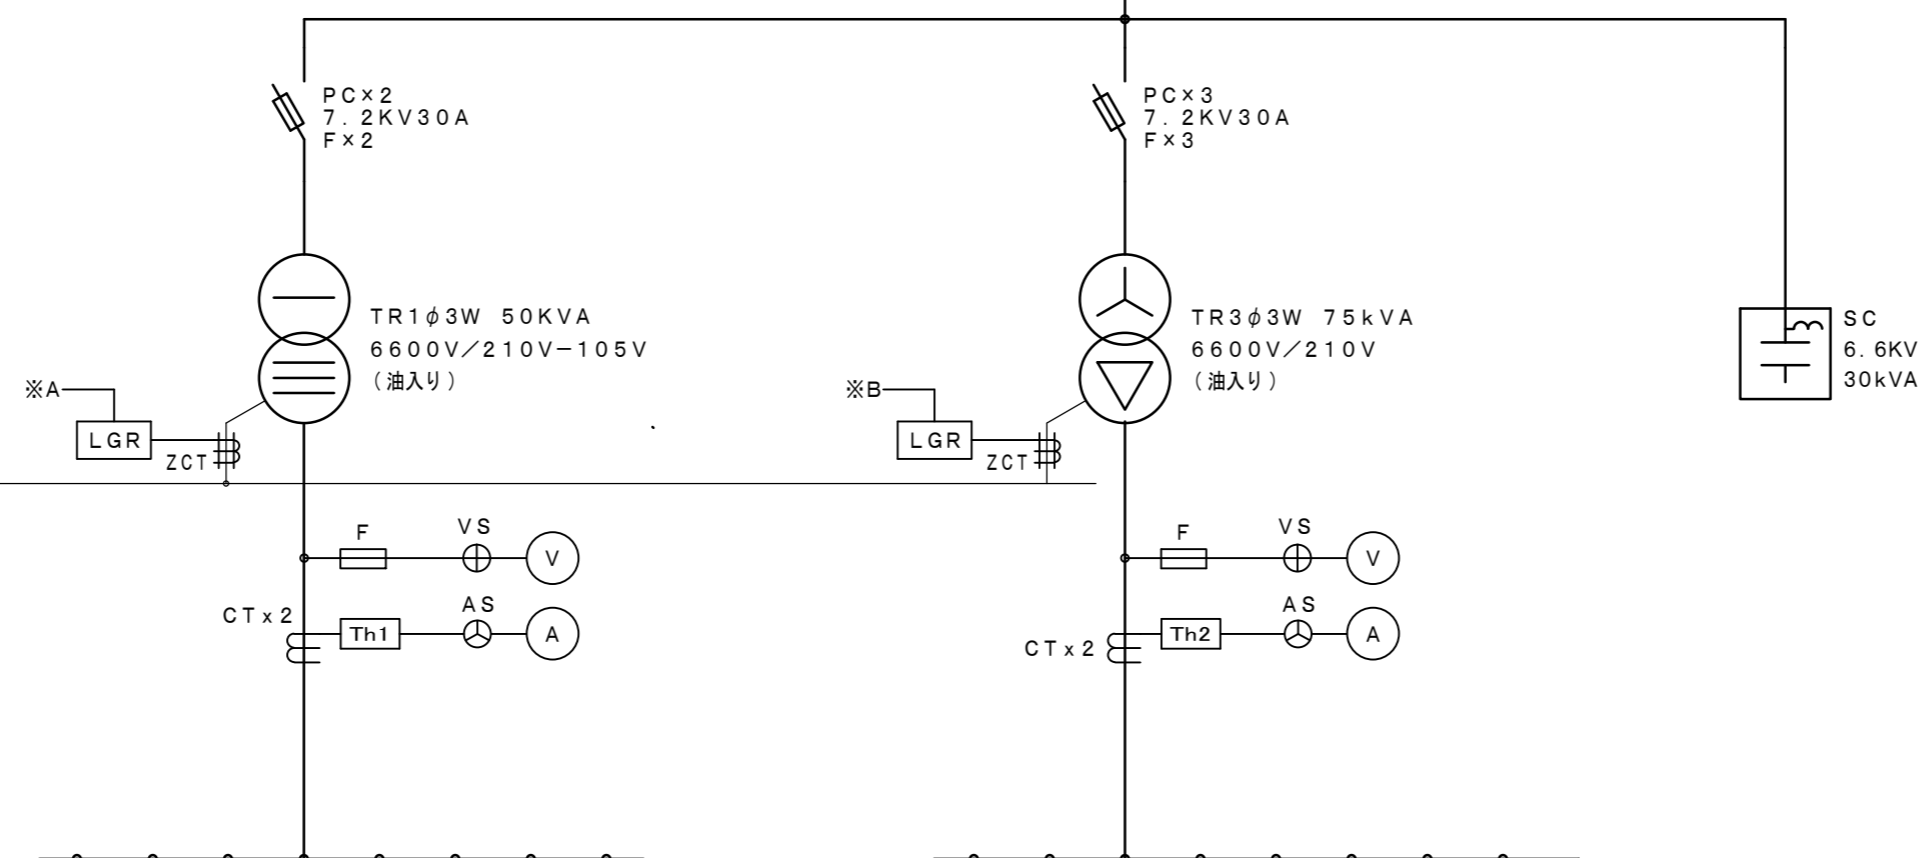 PC×2
7.2KV30A
F×2
PC×3
7.2KV30A
F×3
TR1φ3W 50KVA
6600V/210V-105V
(油入り)
TR3φ3W 75kVA
6600V/210V
(油入り)
SC
6.6KV
30kVA
※A
LGR
ZCT
※B
LGR
ZCT
F
VS
V
CTx2
Th1
AS
A
F
VS
V
CTx2
Th2
AS
A